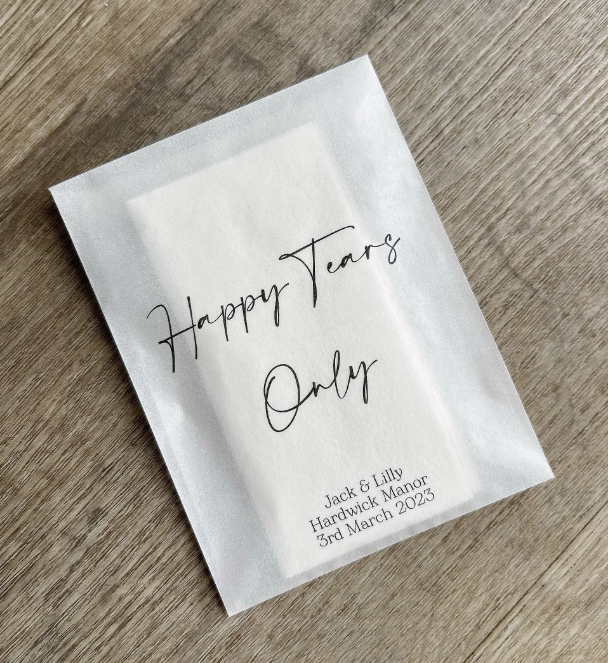 Happy Tears
Only
Jack & Lilly
Hardwick Manor
3rd March 2023